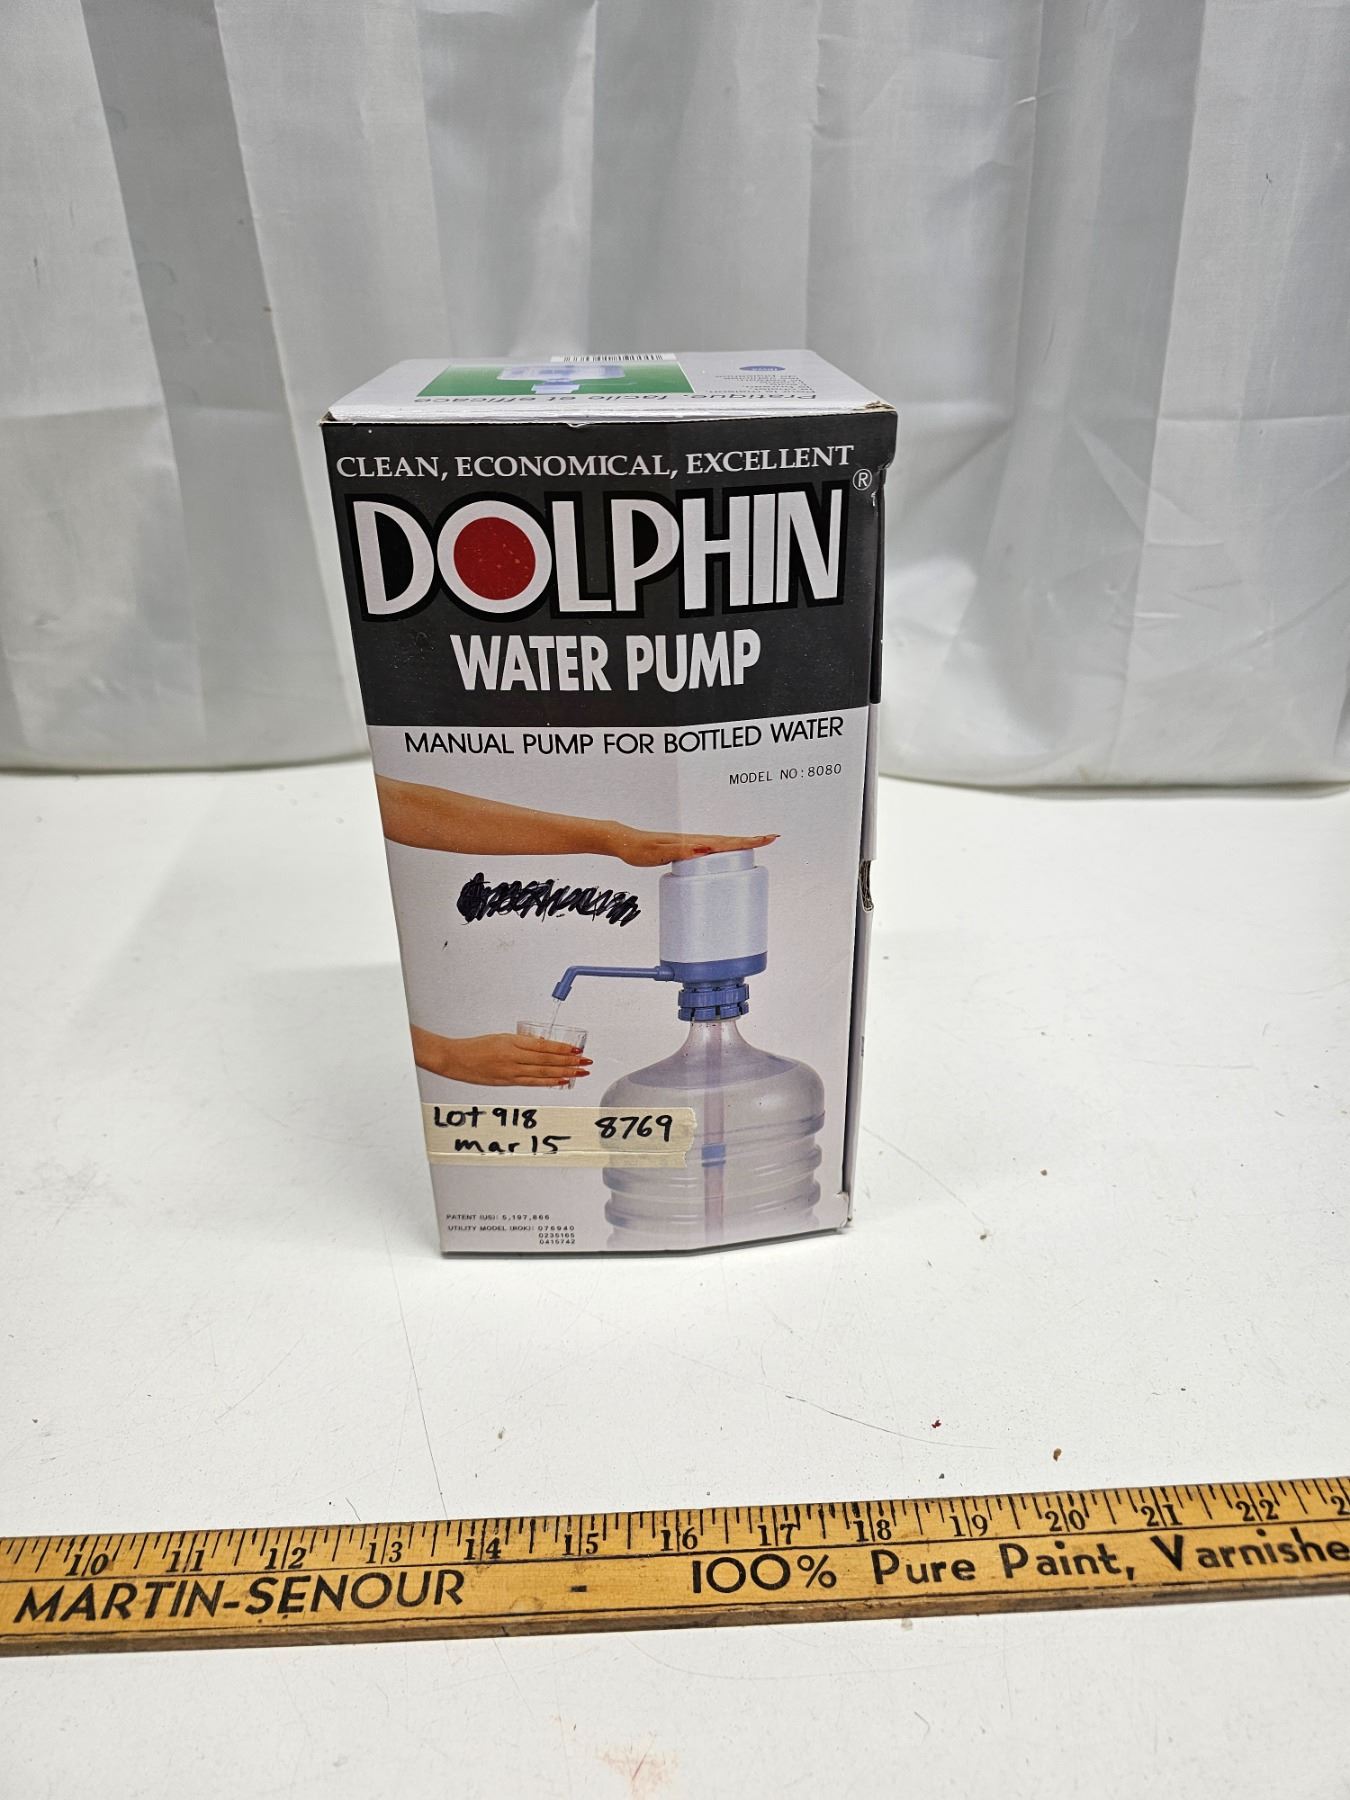 Pratique, facile et efficace
CLEAN, ECONOMICAL, EXCELLENT
DOLPHIN®
WATER PUMP
MANUAL PUMP FOR BOTTLED WATER
MODEL NO: 8080
Lot 918 8769
mar 15
PATENT (US): 5,197,866
UTILITY MODEL (ROK): 076940
0235165
0415742
10 11 12 13 14 15 16 17 18 19 20 21 22
MARTIN-SENOUR - 100% Pure Paint, Varnishe